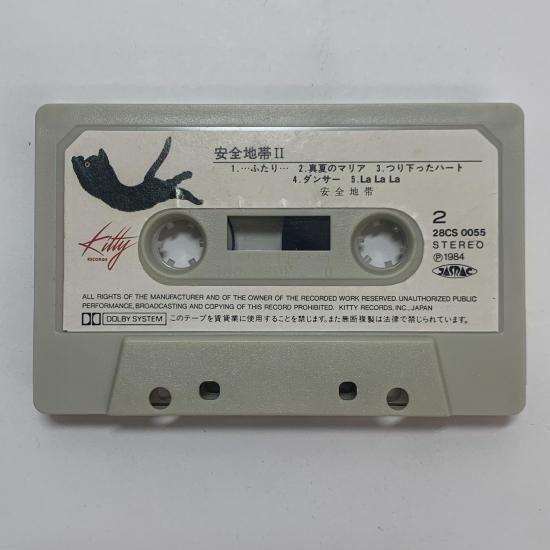 安全地帯II
1.…ふたり… 2.真夏のマリア 3.つり下ったハート
4.ダンサー 5.La La La
安全地帯
Kitty
RECORDS
2
28CS 0055
STEREO
Ⓟ1984
JASRAC
ALL RIGHTS OF THE MANUFACTURER AND OF THE OWNER OF THE RECORDED WORK RESERVED. UNAUTHORIZED PUBLIC
PERFORMANCE, BROADCASTING AND COPYING OF THIS RECORD PROHIBITED. KITTY RECORDS, INC., JAPAN
DOLBY SYSTEM このテープを賃貸業に使用することを禁じます。また無断複製は法律で禁じられています。